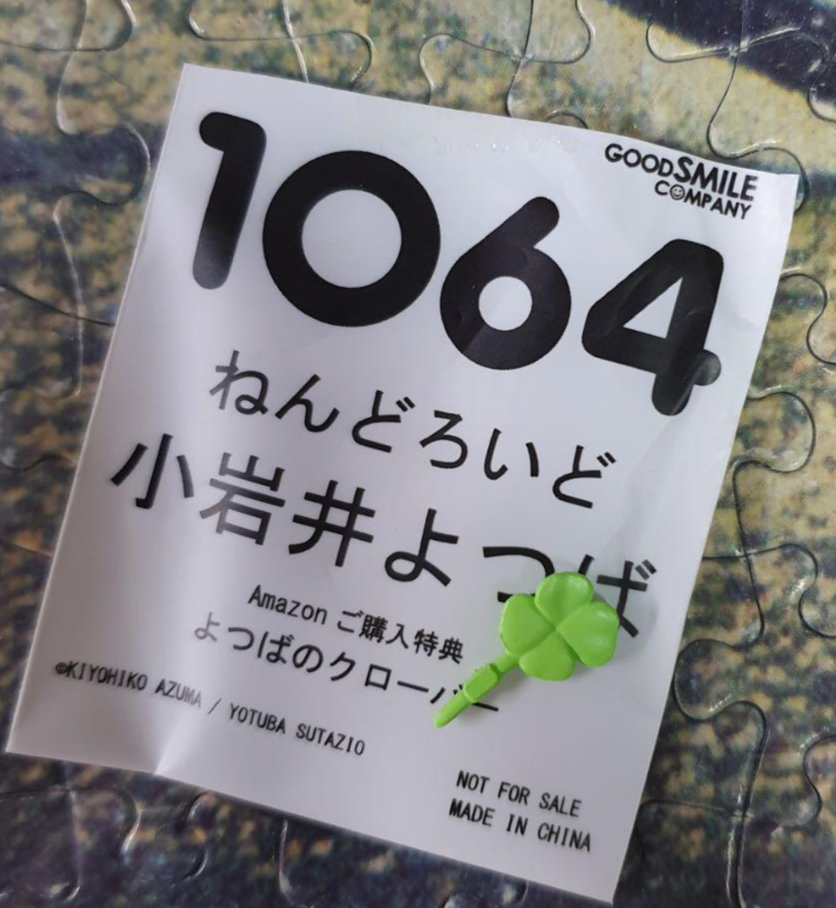 1064
GOODSMILE
COMPANY
ねんどろいど
小岩井よつば
Amazon ご購入特典
よつばのクローバー
©KIYOHIKO AZUMA / YOTUBA SUTAZIO
NOT FOR SALE
MADE IN CHINA